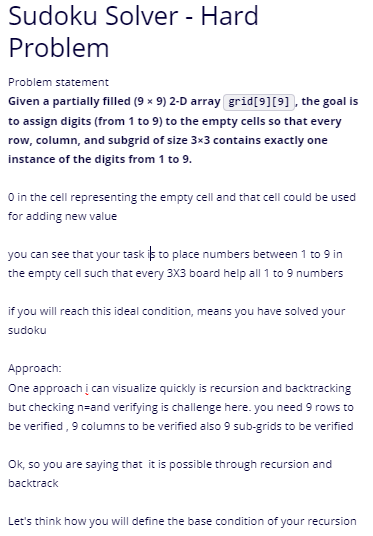 Sudoku Solver - Hard
Problem
Problem statement
Given a partially filled (9 × 9) 2-D array grid[9][9] , the goal is
to assign digits (from 1 to 9) to the empty cells so that every
row, column, and subgrid of size 3×3 contains exactly one
instance of the digits from 1 to 9.
0 in the cell representing the empty cell and that cell could be used
for adding new value
you can see that your task is to place numbers between 1 to 9 in
the empty cell such that every 3X3 board help all 1 to 9 numbers
if you will reach this ideal condition, means you have solved your
sudoku
Approach:
One approach i can visualize quickly is recursion and backtracking
but checking n=and verifying is challenge here. you need 9 rows to
be verified , 9 columns to be verified also 9 sub-grids to be verified
Ok, so you are saying that  it is possible through recursion and
backtrack
Let's think how you will define the base condition of your recursion